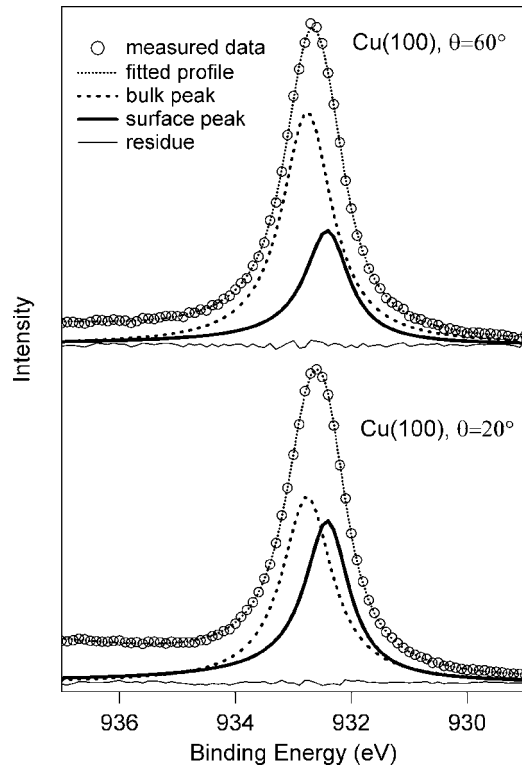 Cu(100), θ=60°
measured data
fitted profile
bulk peak
surface peak
residue
Intensity
Cu(100), θ=20°
936 934 932 930
Binding Energy (eV)